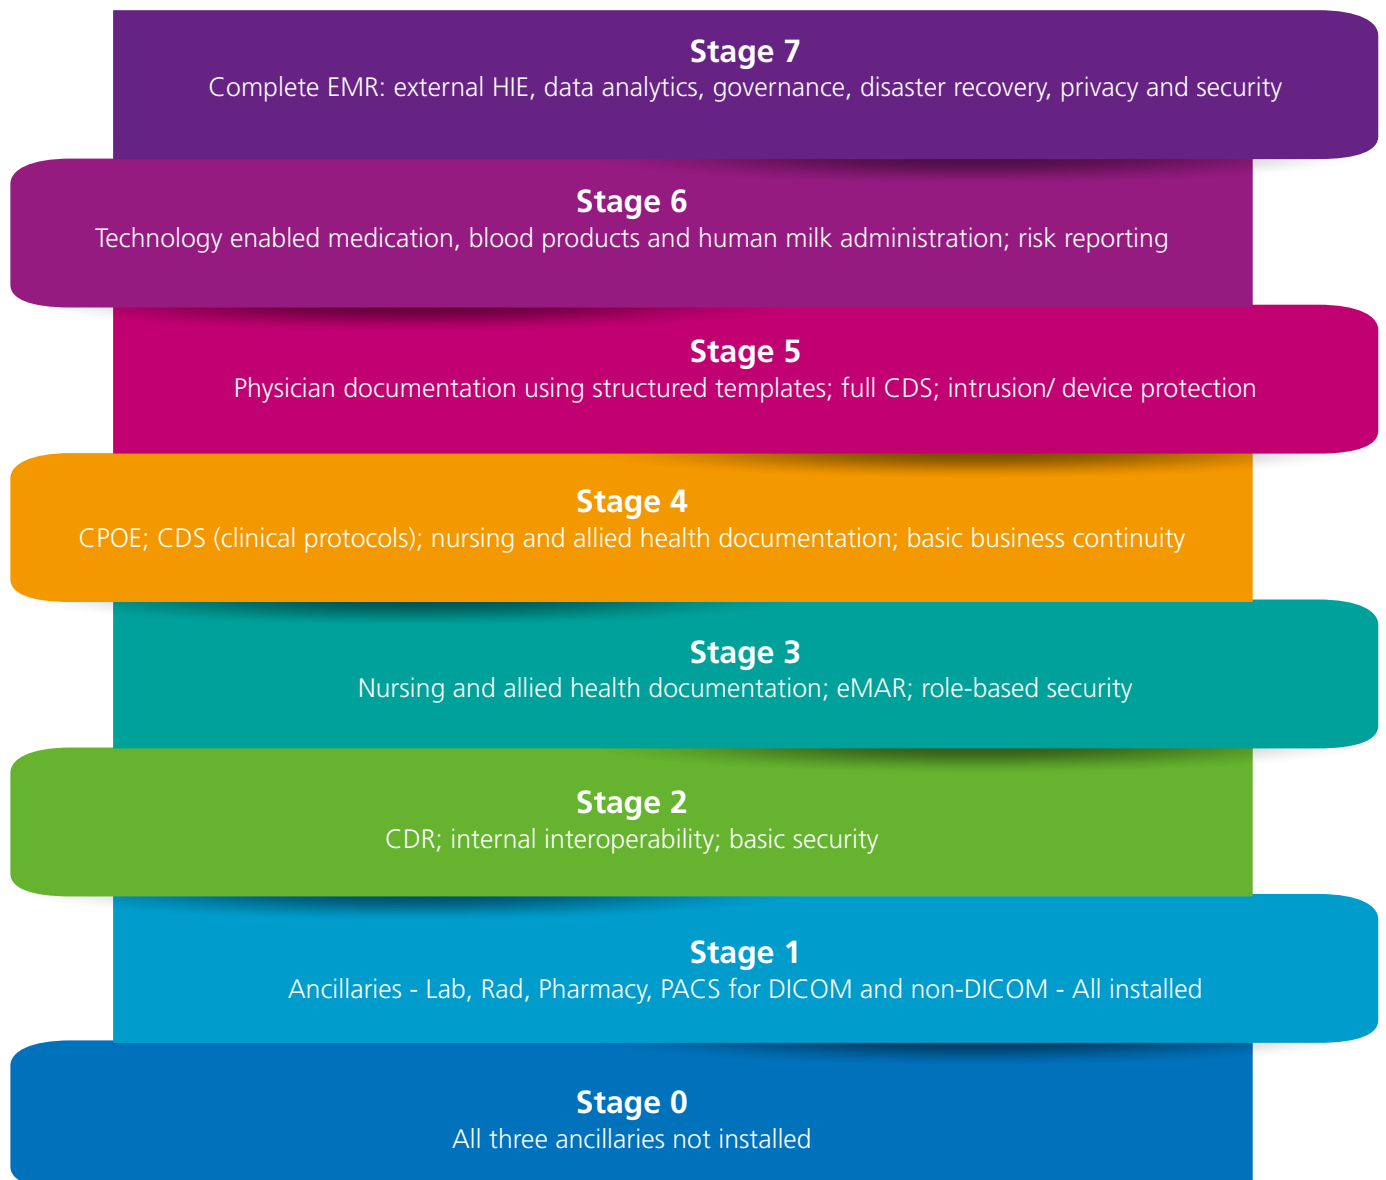 Stage 7
Complete EMR: external HIE, data analytics, governance, disaster recovery, privacy and security
Stage 6
Technology enabled medication, blood products and human milk administration; risk reporting
Stage 5
Physician documentation using structured templates; full CDS; intrusion/ device protection
Stage 4
CPOE; CDS (clinical protocols); nursing and allied health documentation; basic business continuity
Stage 3
Nursing and allied health documentation; eMAR; role-based security
Stage 2
CDR; internal interoperability; basic security
Stage 1
Ancillaries - Lab, Rad, Pharmacy, PACS for DICOM and non-DICOM - All installed
Stage 0
All three ancillaries not installed